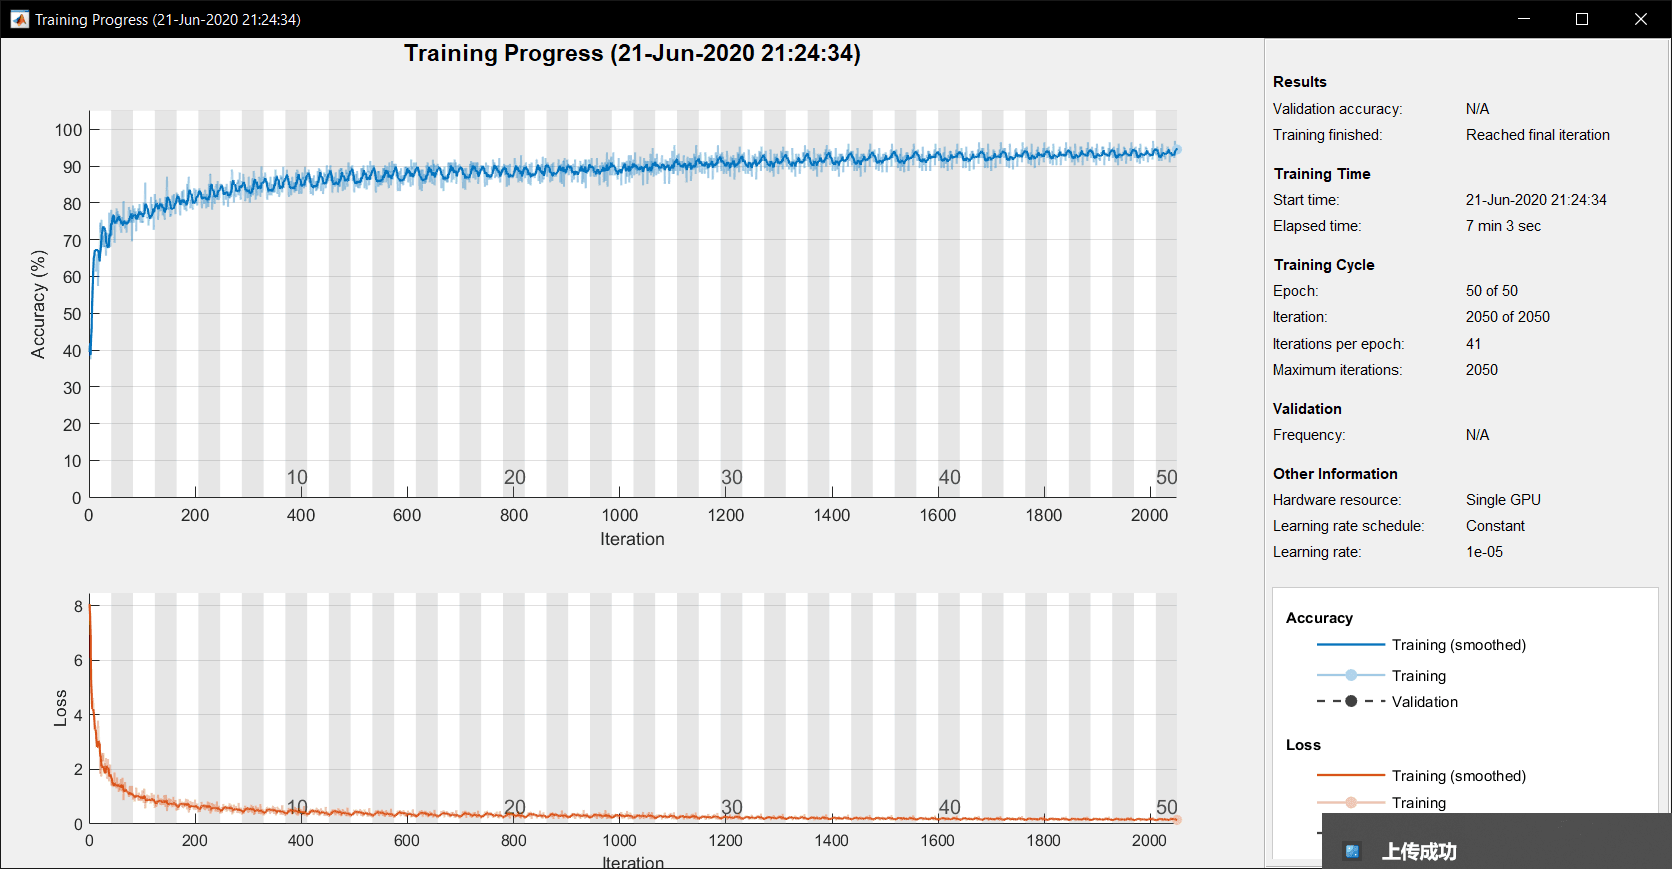 Training Progress (21-Jun-2020 21:24:34)
Training Progress (21-Jun-2020 21:24:34)
100
90
80
70
60
50
40
30
20
10
0
Accuracy (%)
10 20 30 40 50
0 200 400 600 800 1000 1200 1400 1600 1800 2000
Iteration
8
6
4
2
0
Loss
10 20 30 40 50
0 200 400 600 800 1000 1200 1400 1600 1800 2000
Iteration
Results
Validation accuracy: N/A
Training finished: Reached final iteration
Training Time
Start time: 21-Jun-2020 21:24:34
Elapsed time: 7 min 3 sec
Training Cycle
Epoch: 50 of 50
Iteration: 2050 of 2050
Iterations per epoch: 41
Maximum iterations: 2050
Validation
Frequency: N/A
Other Information
Hardware resource: Single GPU
Learning rate schedule: Constant
Learning rate: 1e-05
Accuracy
Training (smoothed)
Training
Validation
Loss
Training (smoothed)
Training
上传成功